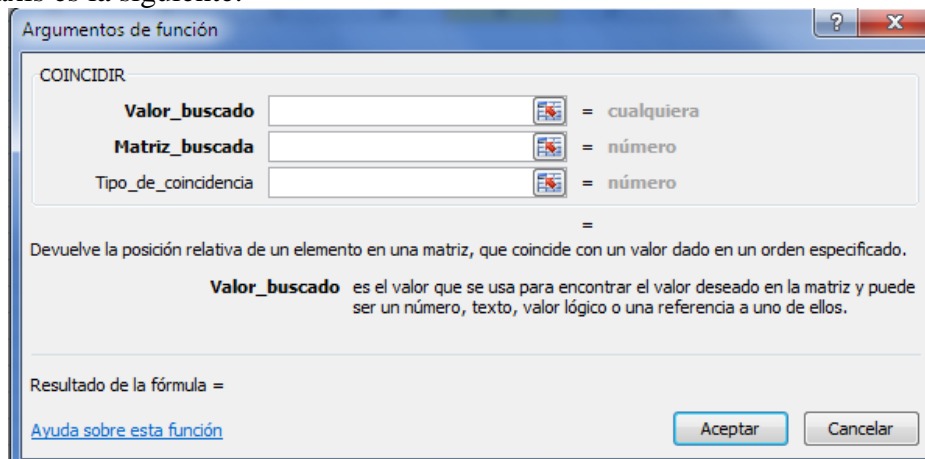 es la siguiente:
Argumentos de función
COINCIDIR
Valor_buscado = cualquiera
Matriz_buscada = número
Tipo_de_coincidencia = número
=
Devuelve la posición relativa de un elemento en una matriz, que coincide con un valor dado en un orden especificado.
Valor_buscado es el valor que se usa para encontrar el valor deseado en la matriz y puede
ser un número, texto, valor lógico o una referencia a uno de ellos.
Resultado de la fórmula =
Ayuda sobre esta función
Aceptar
Cancelar